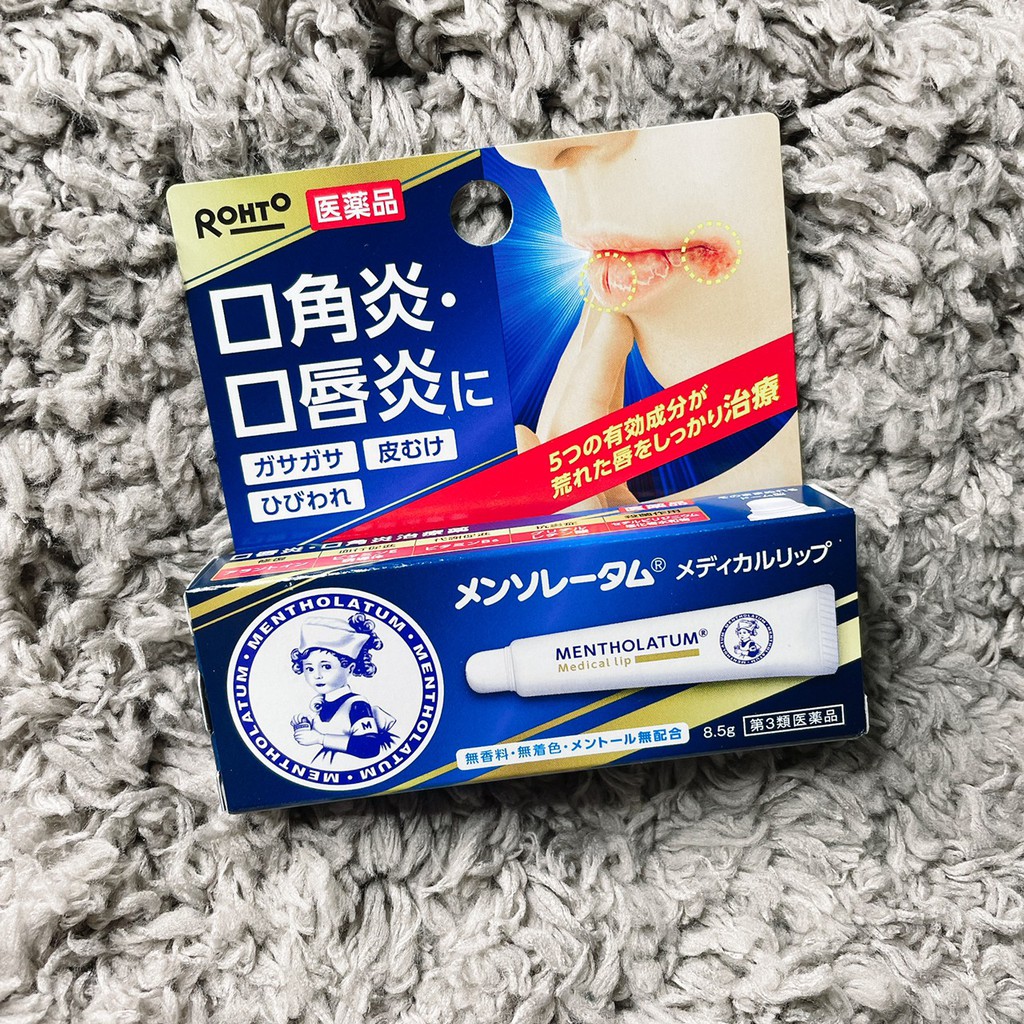 ROHTO 医薬品
口角炎・
口唇炎に
ガサガサ 皮むけ
ひびわれ
5つの有効成分が
荒れた唇をしっかり治療
メンソレータム® メディカルリップ
MENTHOLATUM・MENTHOLATUM・MENTHOLATUM・MENTHOLATUM
M
MENTHOLATUM®
Medical lip
無香料・無着色・メントール無配合
8.5g 第3類医薬品